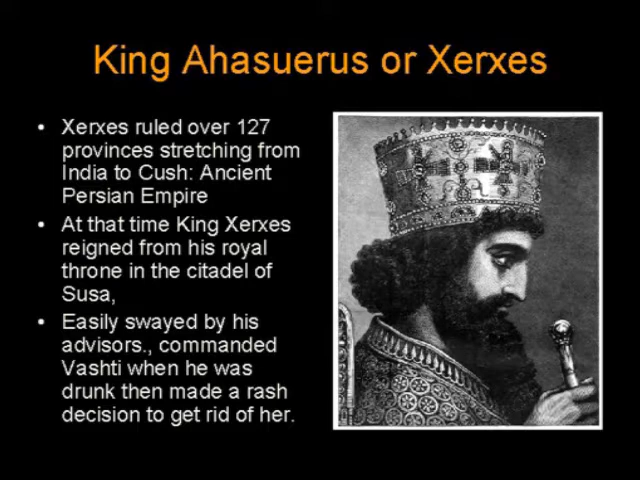 King Ahasuerus or Xerxes
• Xerxes ruled over 127
provinces stretching from
India to Cush: Ancient
Persian Empire
• At that time King Xerxes
reigned from his royal
throne in the citadel of
Susa,
• Easily swayed by his
advisors., commanded
Vashti when he was
drunk then made a rash
decision to get rid of her.